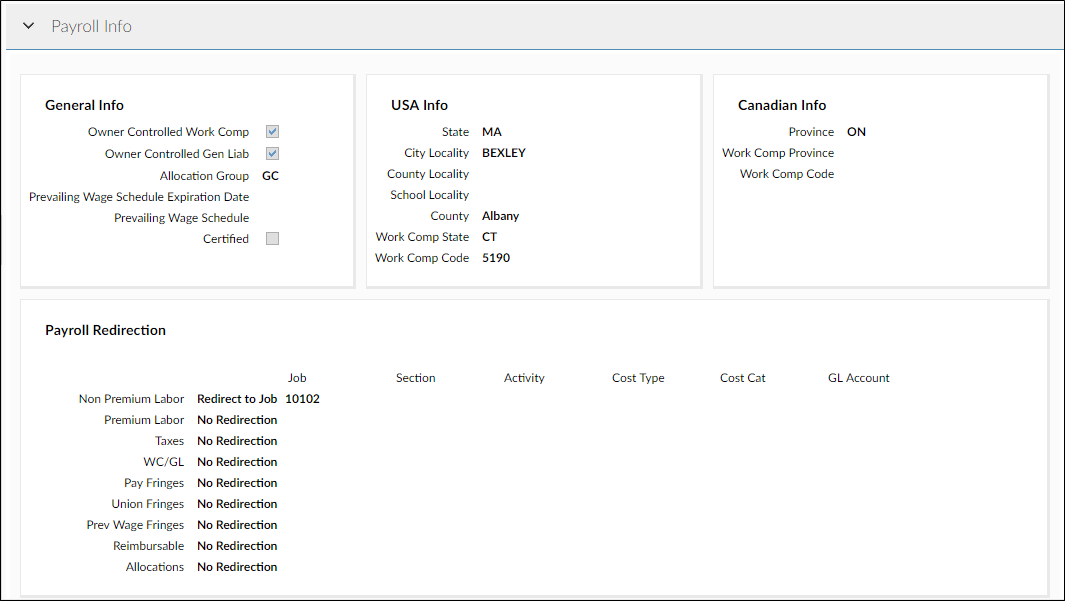 Payroll Info
General Info
Owner Controlled Work Comp
Owner Controlled Gen Liab
Allocation Group GC
Prevailing Wage Schedule Expiration Date
Prevailing Wage Schedule
Certified
USA Info
State MA
City Locality BEXLEY
County Locality
School Locality
County Albany
Work Comp State CT
Work Comp Code 5190
Canadian Info
Province ON
Work Comp Province
Work Comp Code
Payroll Redirection
Job Section Activity Cost Type Cost Cat GL Account
Non Premium Labor Redirect to Job 10102
Premium Labor No Redirection
Taxes No Redirection
WC/GL No Redirection
Pay Fringes No Redirection
Union Fringes No Redirection
Prev Wage Fringes No Redirection
Reimbursable No Redirection
Allocations No Redirection